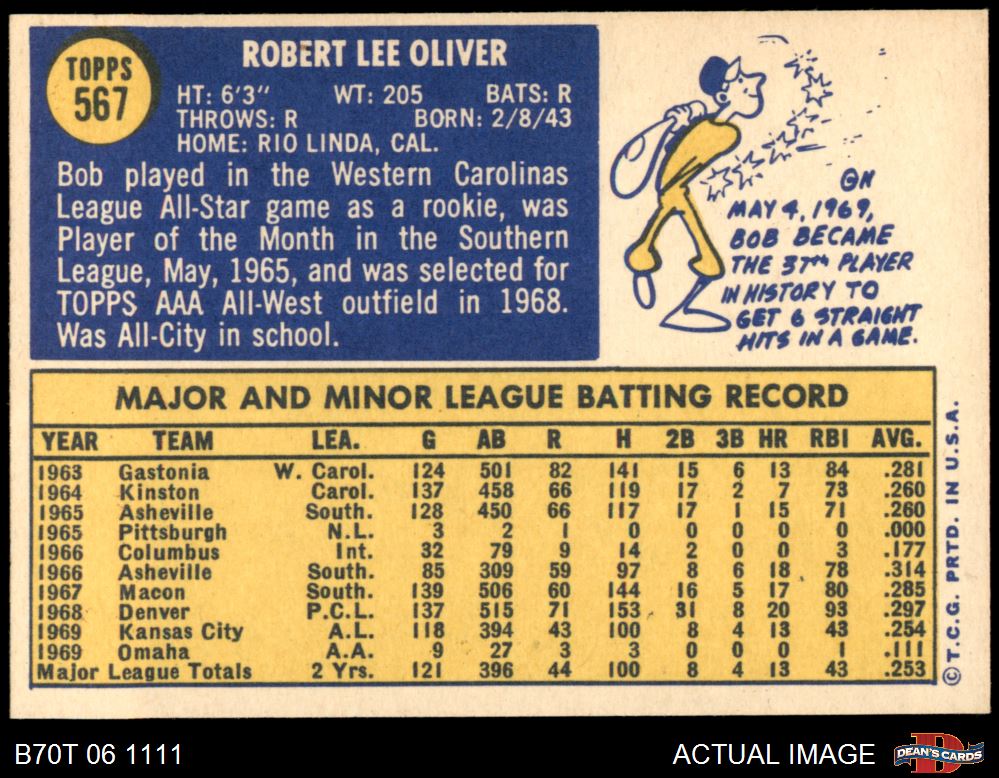 TOPPS
567
ROBERT LEE OLIVER
HT: 6'3" WT: 205 BATS: R
THROWS: R BORN: 2/8/43
HOME: RIO LINDA, CAL.
Bob played in the Western Carolinas
League All-Star game as a rookie, was
Player of the Month in the Southern
League, May, 1965, and was selected for
TOPPS AAA All-West outfield in 1968.
Was All-City in school.
ON
MAY 4, 1969,
BOB BECAME
THE 37TH PLAYER
IN HISTORY TO
GET 6 STRAIGHT
HITS IN A GAME.
MAJOR AND MINOR LEAGUE BATTING RECORD
YEAR TEAM LEA. G AB R H 2B 3B HR RBI AVG.
1963 Gastonia W. Carol. 124 501 82 141 15 6 13 84 .281
1964 Kinston Carol. 137 458 66 119 17 2 7 73 .260
1965 Asheville South. 128 450 66 117 17 1 15 71 .260
1965 Pittsburgh N.L. 3 2 1 0 0 0 0 0 .000
1966 Columbus Int. 32 79 9 14 2 0 0 3 .177
1966 Asheville South. 85 309 59 97 8 6 18 78 .314
1967 Macon South. 139 506 60 144 16 5 17 80 .285
1968 Denver P.C.L. 137 515 71 153 31 8 20 93 .297
1969 Kansas City A.L. 118 394 43 100 8 4 13 43 .254
1969 Omaha A.A. 9 27 3 3 0 0 0 1 .111
Major League Totals 2 Yrs. 121 396 44 100 8 4 13 43 .253
© T.C.G. PRTD. IN U.S.A.
B70T 06 1111
ACTUAL IMAGE
D
DEAN'S CARDS